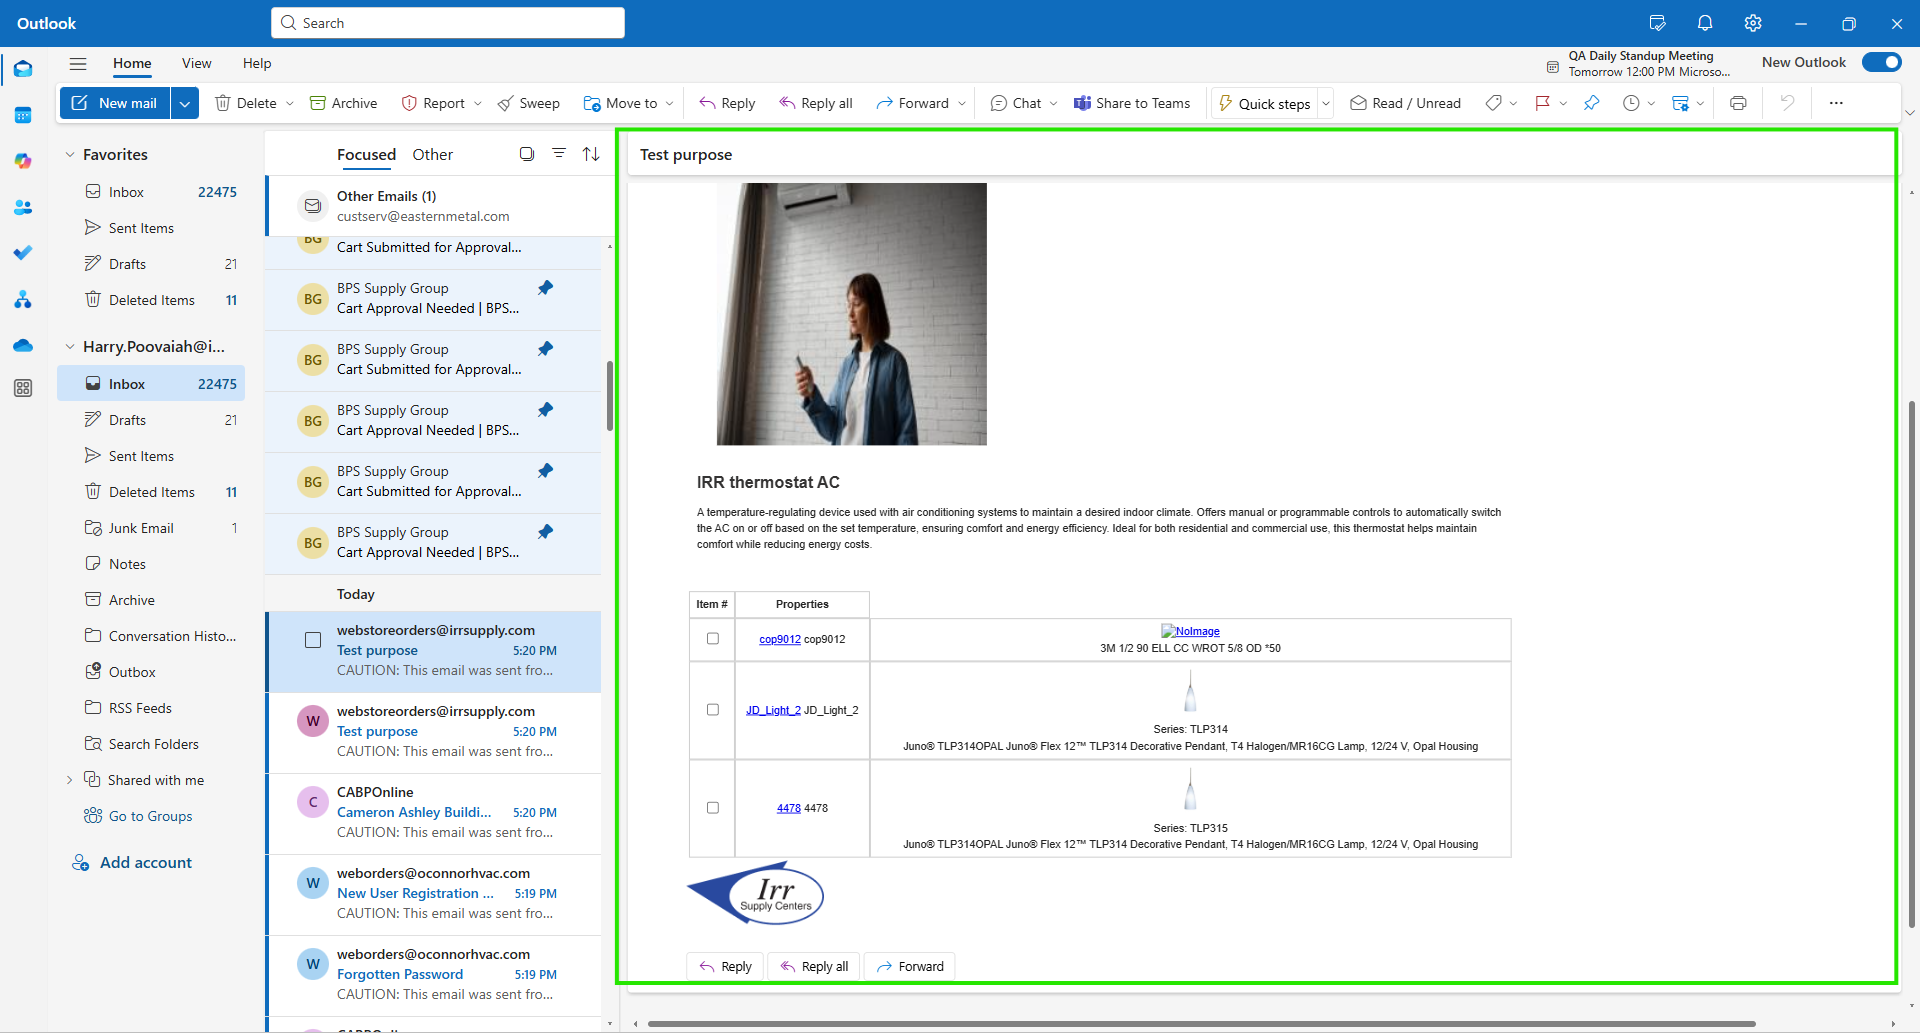 Outlook
Search
Home
View
Help
QA Daily Standup Meeting
Tomorrow 12:00 PM Microso...
New Outlook
New mail
Delete
Archive
Report
Sweep
Move to
Reply
Reply all
Forward
Chat
Share to Teams
Quick steps
Read / Unread
Favorites
Inbox 22475
Sent Items
Drafts 21
Deleted Items 11
Harry.Poovaiah@i...
Inbox 22475
Drafts 21
Sent Items
Deleted Items 11
Junk Email 1
Notes
Archive
Conversation Histo...
Outbox
RSS Feeds
Search Folders
Shared with me
Go to Groups
Add account
Focused Other
Other Emails (1)
custserv@easternmetal.com
BG
Cart Submitted for Approval...
BG
BPS Supply Group
Cart Approval Needed | BPS...
BG
BPS Supply Group
Cart Submitted for Approval...
BG
BPS Supply Group
Cart Approval Needed | BPS...
BG
BPS Supply Group
Cart Submitted for Approval...
BG
BPS Supply Group
Cart Approval Needed | BPS...
Today
webstoreorders@irrsupply.com
Test purpose 5:20 PM
CAUTION: This email was sent fro...
W
webstoreorders@irrsupply.com
Test purpose 5:20 PM
CAUTION: This email was sent fro...
C
CABPOnline
Cameron Ashley Buildi... 5:20 PM
CAUTION: This email was sent fro...
W
weborders@oconnorhvac.com
New User Registration ... 5:19 PM
CAUTION: This email was sent fro...
W
weborders@oconnorhvac.com
Forgotten Password 5:19 PM
CAUTION: This email was sent fro...
Test purpose
IRR thermostat AC
A temperature-regulating device used with air conditioning systems to maintain a desired indoor climate. Offers manual or programmable controls to automatically switch
the AC on or off based on the set temperature, ensuring comfort and energy efficiency. Ideal for both residential and commercial use, this thermostat helps maintain
comfort while reducing energy costs.
Item # Properties
cop9012 cop9012
NoImage
3M 1/2 90 ELL CC WROT 5/8 OD *50
JD_Light_2 JD_Light_2
Series: TLP314
Juno® TLP314OPAL Juno® Flex 12™ TLP314 Decorative Pendant, T4 Halogen/MR16CG Lamp, 12/24 V, Opal Housing
4478 4478
Series: TLP315
Juno® TLP314OPAL Juno® Flex 12™ TLP314 Decorative Pendant, T4 Halogen/MR16CG Lamp, 12/24 V, Opal Housing
Irr
Supply Centers
Reply
Reply all
Forward